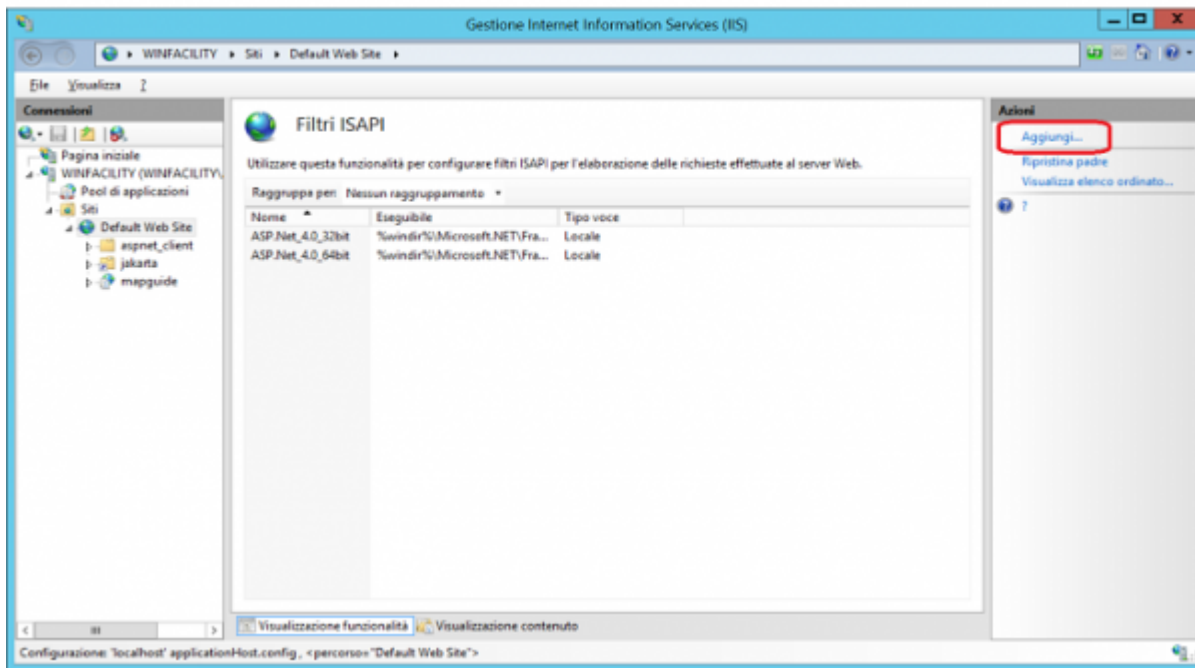 Gestione Internet Information Services (IIS)
WINFACILITY ▸ Siti ▸ Default Web Site ▸
File Visualizza ?
Connessioni
Pagina iniziale
WINFACILITY (WINFACILITY\
Pool di applicazioni
Siti
Default Web Site
aspnet_client
jakarta
mapguide
Filtri ISAPI
Utilizzare questa funzionalità per configurare filtri ISAPI per l'elaborazione delle richieste effettuate al server Web.
Raggruppa per: Nessun raggruppamento
Nome Eseguibile Tipo voce
ASP.Net_4.0_32bit %windir%\Microsoft.NET\Fra... Locale
ASP.Net_4.0_64bit %windir%\Microsoft.NET\Fra... Locale
Visualizzazione funzionalità Visualizzazione contenuto
Azioni
Aggiungi...
Ripristina padre
Visualizza elenco ordinato...
?
Configurazione: 'localhost' applicationHost.config , <percorso="Default Web Site">